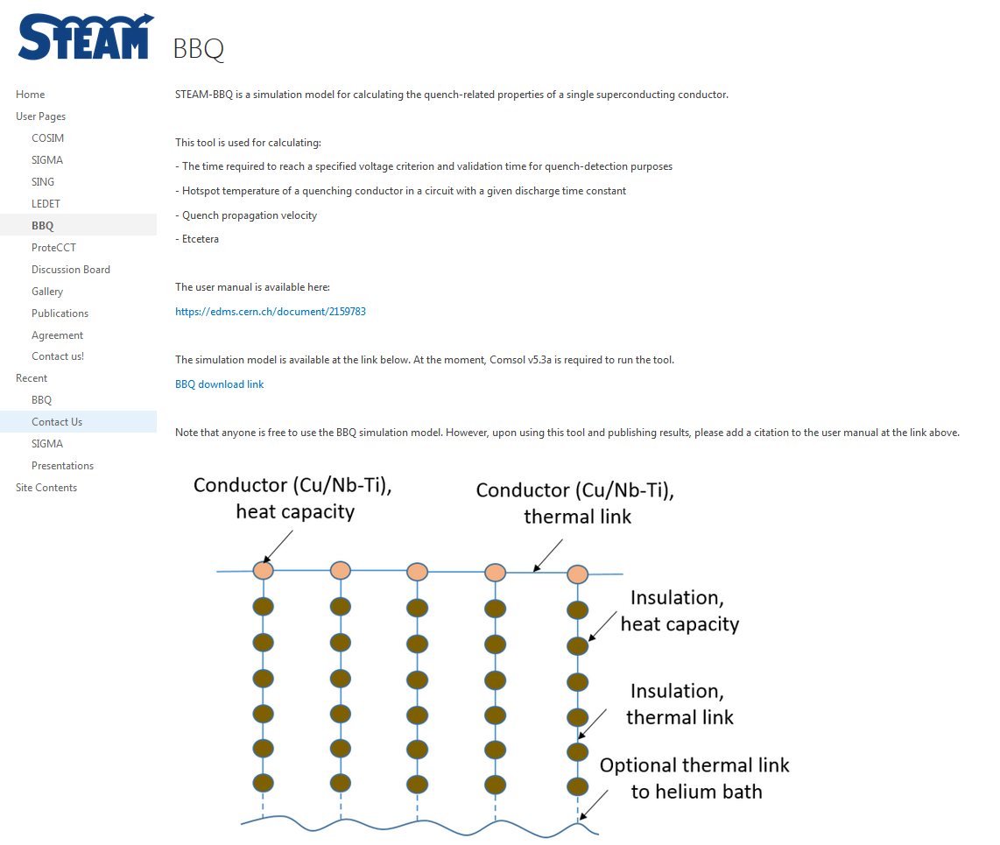 STEAM
BBQ
Home
User Pages
COSIM
SIGMA
SING
LEDET
BBQ
ProteCCT
Discussion Board
Gallery
Publications
Agreement
Contact us!
Recent
BBQ
Contact Us
SIGMA
Presentations
Site Contents
STEAM-BBQ is a simulation model for calculating the quench-related properties of a single superconducting conductor.
This tool is used for calculating:
- The time required to reach a specified voltage criterion and validation time for quench-detection purposes
- Hotspot temperature of a quenching conductor in a circuit with a given discharge time constant
- Quench propagation velocity
- Etcetera
The user manual is available here:
https://edms.cern.ch/document/2159783
The simulation model is available at the link below. At the moment, Comsol v5.3a is required to run the tool.
BBQ download link
Note that anyone is free to use the BBQ simulation model. However, upon using this tool and publishing results, please add a citation to the user manual at the link above.
Conductor (Cu/Nb-Ti),
heat capacity
Conductor (Cu/Nb-Ti),
thermal link
Insulation,
heat capacity
Insulation,
thermal link
Optional thermal link
to helium bath